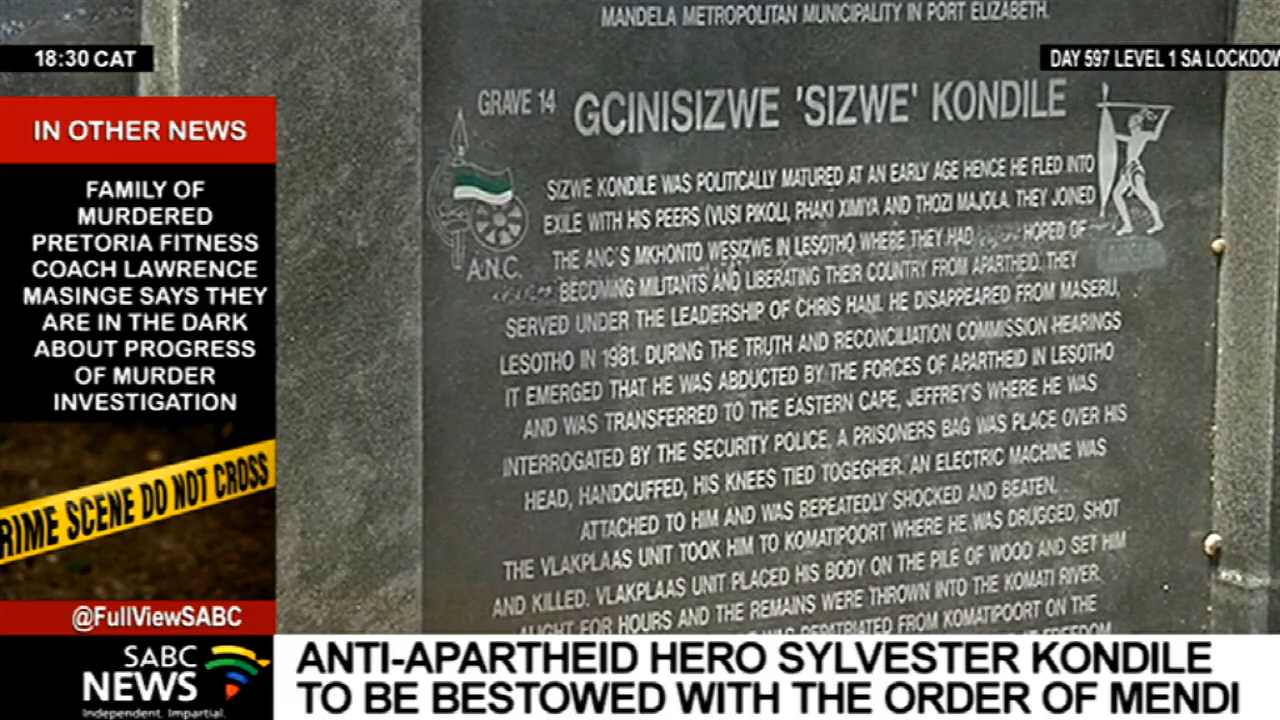 MANDELA METROPOLITAN MUNICIPALITY IN PORT ELIZABETH.
18:30 CAT
DAY 597 LEVEL 1 SA LOCKDOW
GRAVE 14
GCINISIZWE 'SIZWE' KONDILE
A.N.C.
SIZWE KONDILE WAS POLITICALLY MATURED AT AN EARLY AGE HENCE HE FLED INTO
EXILE WITH HIS PEERS (VUSI PIKOLI, PHAKI XIMIYA AND THOZI MAJOLA. THEY JOINED
THE ANC'S MKHONTO WESIZWE IN LESOTHO WHERE THEY HAD HOPED OF
BECOMING MILITANTS AND LIBERATING THEIR COUNTRY FROM APARTHEID. THEY
SERVED UNDER THE LEADERSHIP OF CHRIS HANI. HE DISAPPEARED FROM MASERU,
LESOTHO IN 1981. DURING THE TRUTH AND RECONCILIATION COMMISSION HEARINGS
IT EMERGED THAT HE WAS ABDUCTED BY THE FORCES OF APARTHEID IN LESOTHO
AND WAS TRANSFERRED TO THE EASTERN CAPE, JEFFREY'S WHERE HE WAS
INTERROGATED BY THE SECURITY POLICE, A PRISONERS BAG WAS PLACE OVER HIS
HEAD, HANDCUFFED, HIS KNEES TIED TOGEGHER. AN ELECTRIC MACHINE WAS
ATTACHED TO HIM AND WAS REPEATEDLY SHOCKED AND BEATEN.
THE VLAKPLAAS UNIT TOOK HIM TO KOMATIPOORT WHERE HE WAS DRUGGED, SHOT
AND KILLED. VLAKPLAAS UNIT PLACED HIS BODY ON THE PILE OF WOOD AND SET HIM
ALIGHT FOR HOURS AND THE REMAINS WERE THROWN INTO THE KOMATI RIVER.
WAS REPATRIATED FROM KOMATIPOORT ON THE
FREEDOM
IN OTHER NEWS
FAMILY OF
MURDERED
PRETORIA FITNESS
COACH LAWRENCE
MASINGE SAYS THEY
ARE IN THE DARK
ABOUT PROGRESS
OF MURDER
INVESTIGATION
RIME SCENE DO NOT CROSS
@FullViewSABC
SABC
NEWS
Independent. Impartial.
ANTI-APARTHEID HERO SYLVESTER KONDILE
TO BE BESTOWED WITH THE ORDER OF MENDI